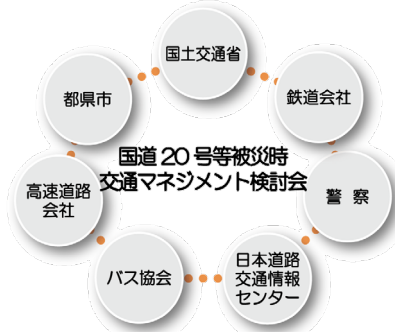 国土交通省
都県市
鉄道会社
国道20号等被災時
交通マネジメント検討会
高速道路
会社
警 察
バス協会
日本道路
交通情報
センター